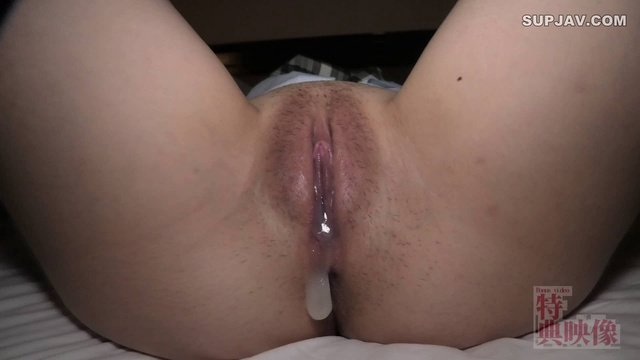 SUPJAV.COM
Bonus video
特
典映像